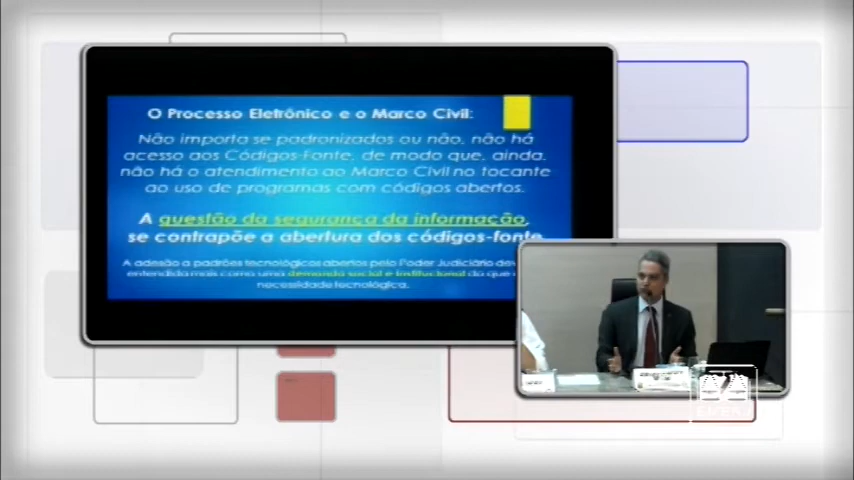 O Processo Eletrônico e o Marco Civil:
Não importa se padronizados ou não, não há
acesso aos Códigos-Fonte, de modo que, ainda,
não há o atendimento ao Marco Civil no tocante
ao uso de programas com códigos abertos.
A questão da segurança da informação,
se contrapõe a abertura dos códigos-fonte.
A adesão a padrões tecnológicos abertos pelo Poder Judiciário
entendida mais como uma demanda social e institucional do que
necessidade tecnológica.